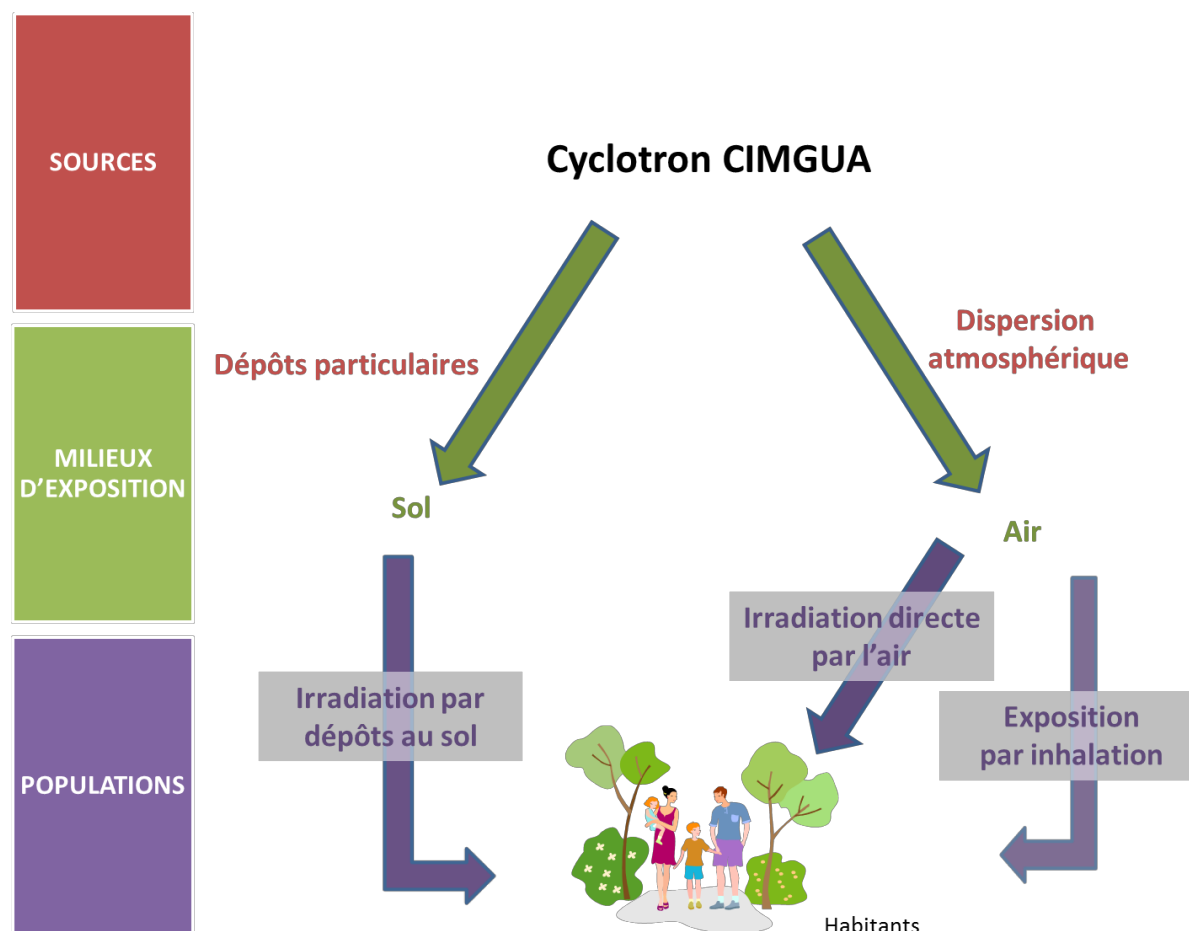 SOURCES
Cyclotron CIMGUA
Dépôts particulaires
Dispersion
atmosphérique
MILIEUX
D’EXPOSITION
Sol
Air
Irradiation directe
par l’air
Irradiation par
dépôts au sol
Exposition
par inhalation
POPULATIONS
Habitants